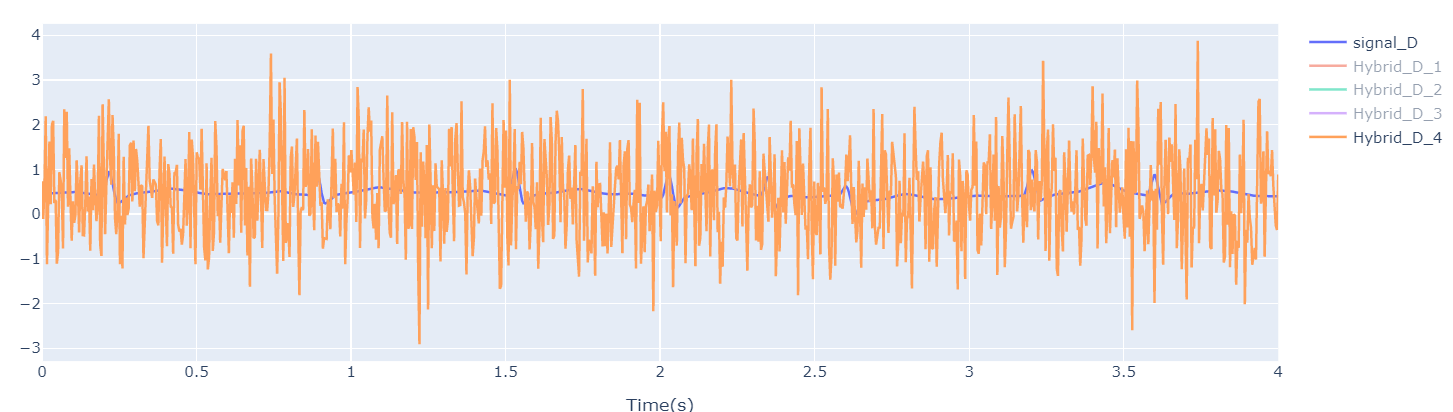 4
3
2
1
0
−1
−2
−3
0
0.5
1
1.5
2
2.5
3
3.5
4
Time(s)
signal_D
Hybrid_D_1
Hybrid_D_2
Hybrid_D_3
Hybrid_D_4